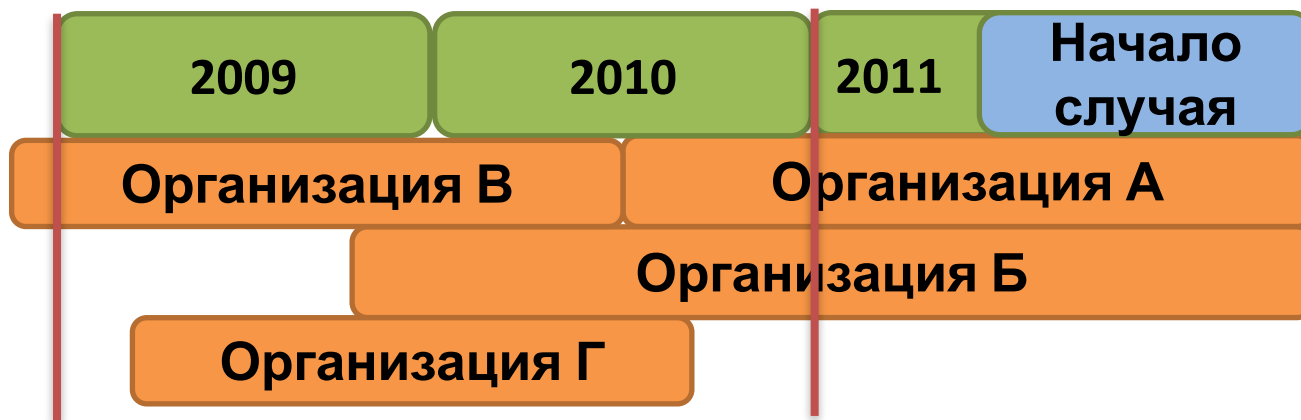 2009
2010
2011
Начало
случая
Организация В
Организация А
Организация Б
Организация Г